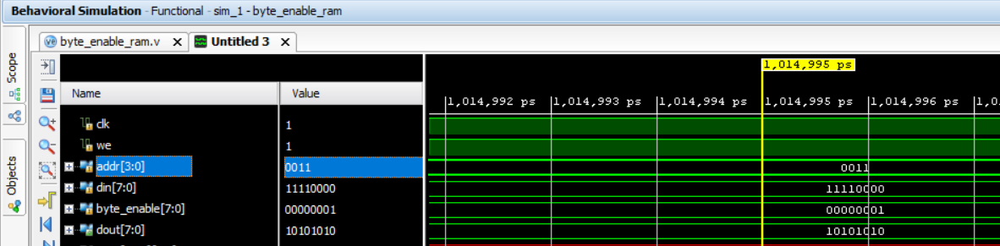 Behavioral Simulation - Functional - sim_1 - byte_enable_ram
byte_enable_ram.v
Untitled 3
Scope
Objects
1,014,995 ps
Name Value
1,014,992 ps 1,014,993 ps 1,014,994 ps 1,014,995 ps 1,014,996 ps 1,0
clk 1
we 1
addr[3:0] 0011 0011
din[7:0] 11110000 11110000
byte_enable[7:0] 00000001 00000001
dout[7:0] 10101010 10101010